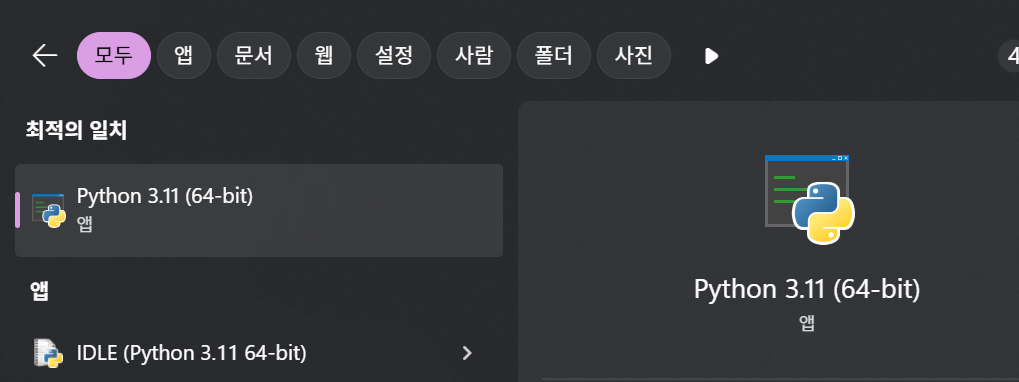 모두 앱 문서 웹 설정 사람 폴더 사진 4
최적의 일치
Python 3.11 (64-bit)
앱
앱
IDLE (Python 3.11 64-bit)
Python 3.11 (64-bit)
앱